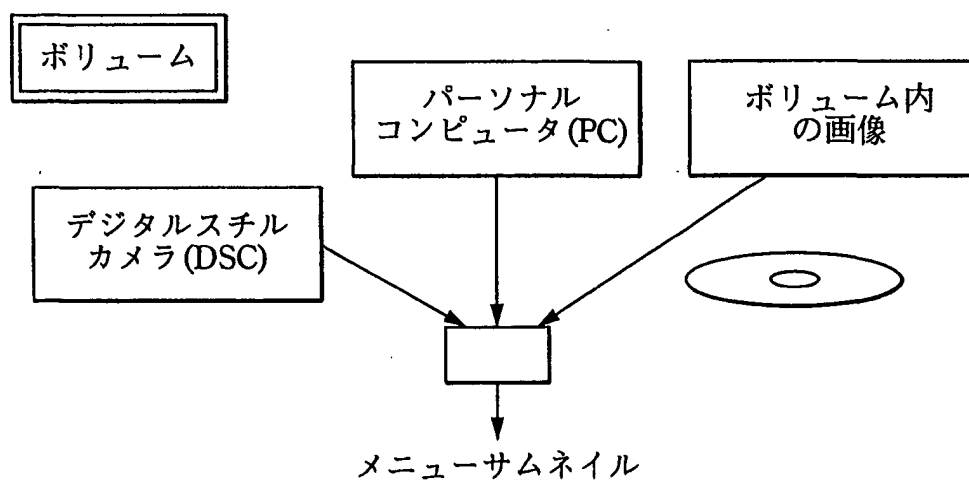 ボリューム
パーソナル
コンピュータ(PC)
ボリューム内
の画像
デジタルスチル
カメラ(DSC)
メニューサムネイル